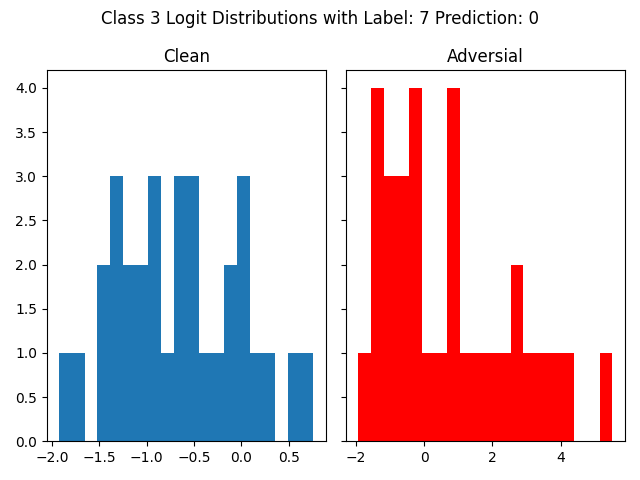 Class 3 Logit Distributions with Label: 7 Prediction: 0
Clean
Adversial
4.0
3.5
3.0
2.5
2.0
1.5
1.0
0.5
0.0
−2.0 −1.5 −1.0 −0.5 0.0 0.5
−2 0 2 4